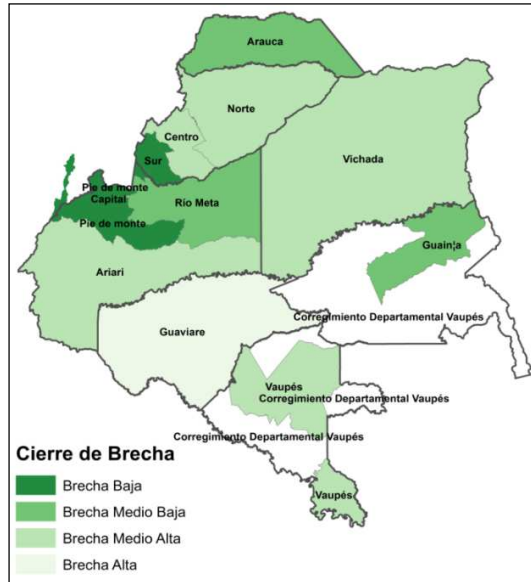 Arauca
Norte
Centro
Sur
Vichada
Pie de monte
Capital
Río Meta
Pie de monte
Guain¦a
Ariari
Corregimiento Departamental Vaupés
Guaviare
Vaupés
Corregimiento Departamental Vaupés
Corregimiento Departamental Vaupés
Vaupés
Cierre de Brecha
Brecha Baja
Brecha Medio Baja
Brecha Medio Alta
Brecha Alta